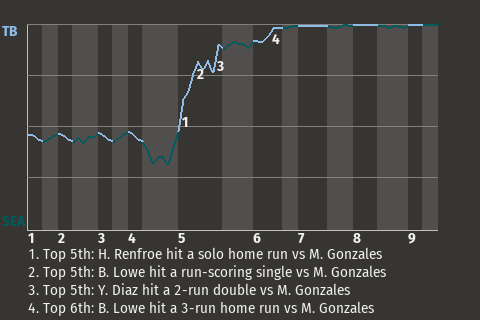 TB
1
2
3
4
SEA
1 2 3 4 5 6 7 8 9
1. Top 5th: H. Renfroe hit a solo home run vs M. Gonzales
2. Top 5th: B. Lowe hit a run-scoring single vs M. Gonzales
3. Top 5th: Y. Diaz hit a 2-run double vs M. Gonzales
4. Top 6th: B. Lowe hit a 3-run home run vs M. Gonzales